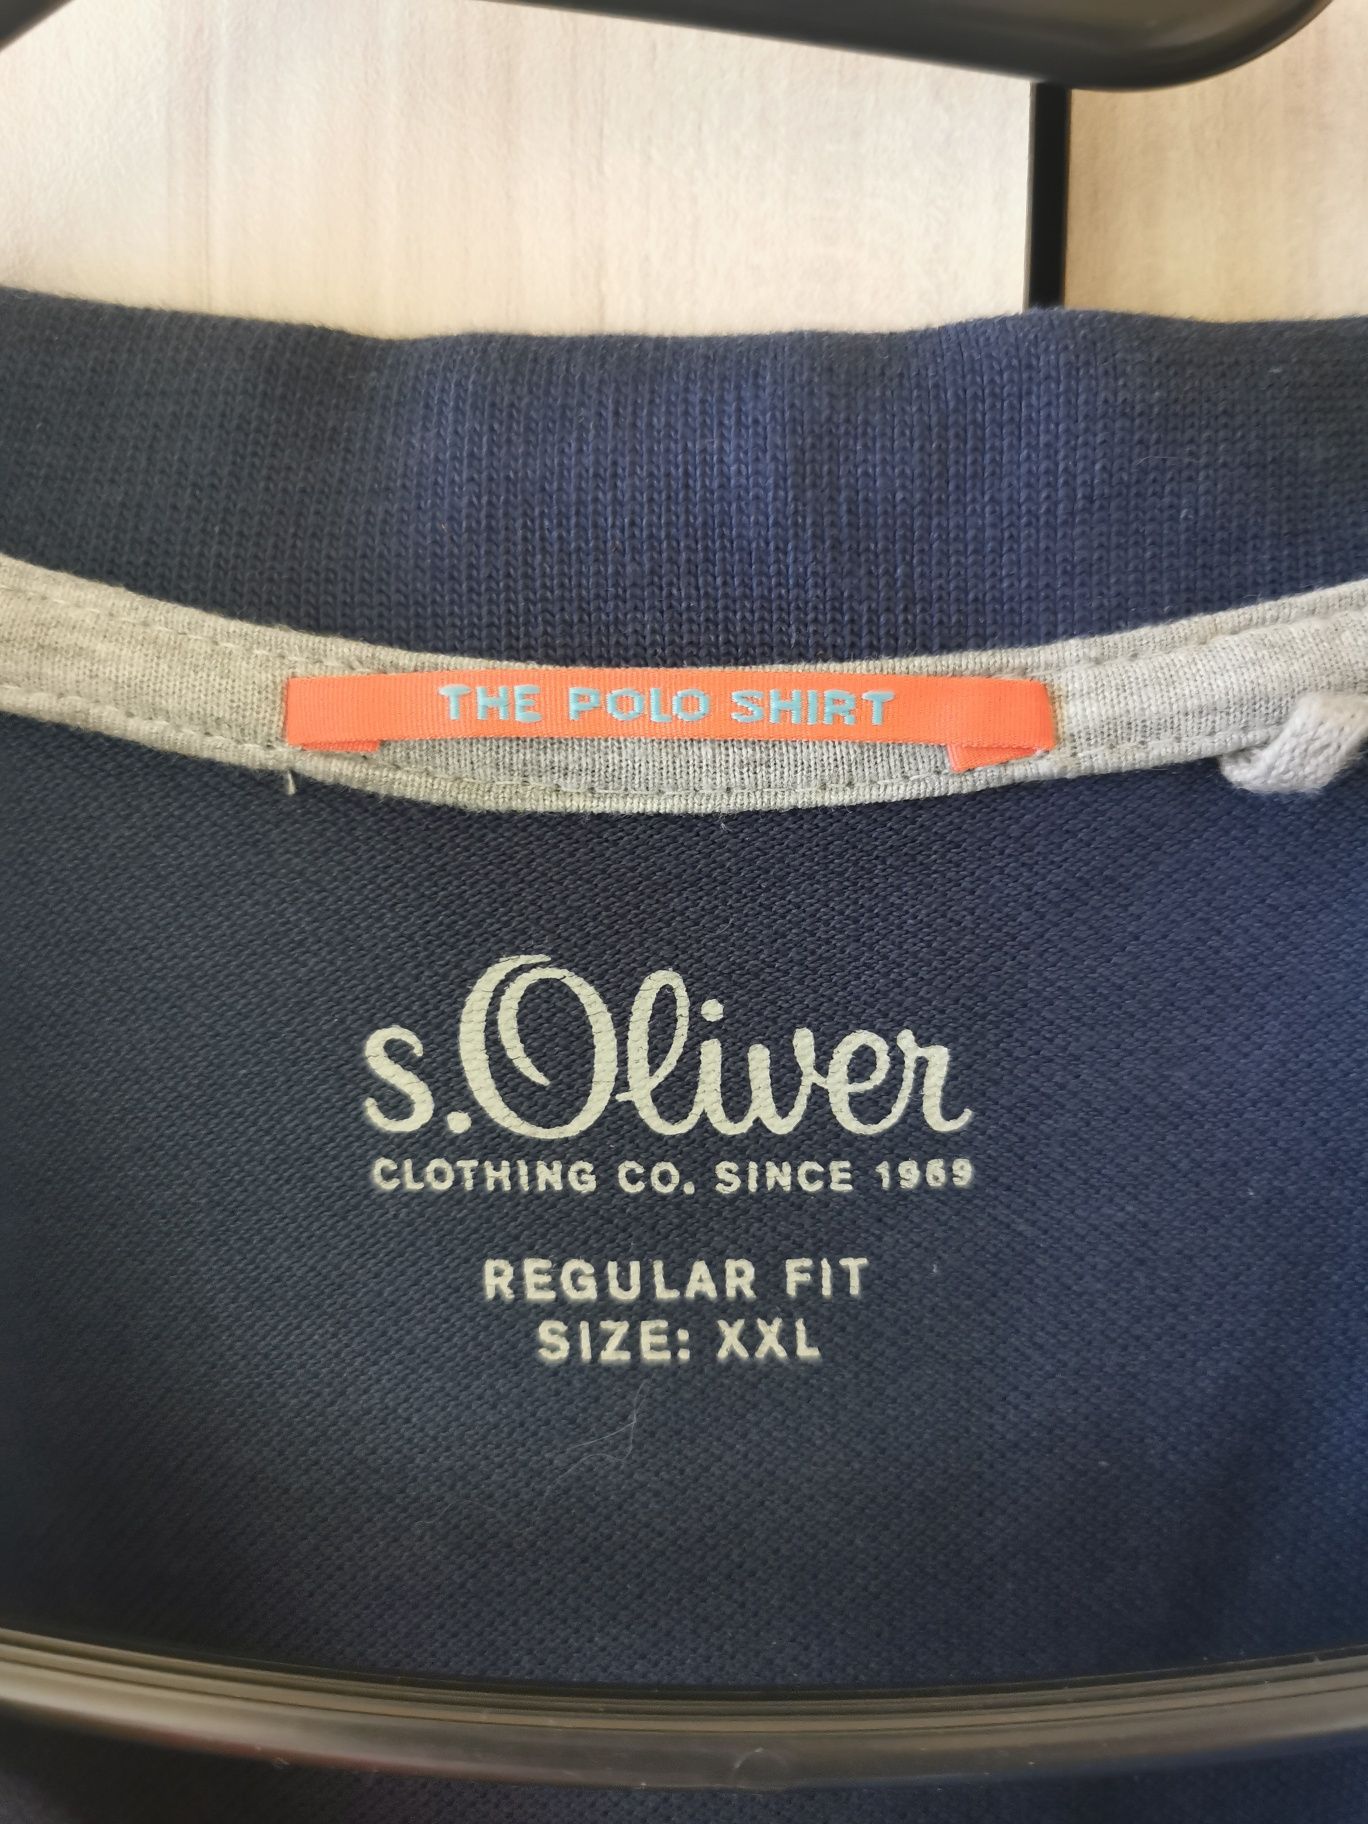 THE POLO SHIRT
s.Oliver
CLOTHING CO. SINCE 1969
REGULAR FIT
SIZE: XXL